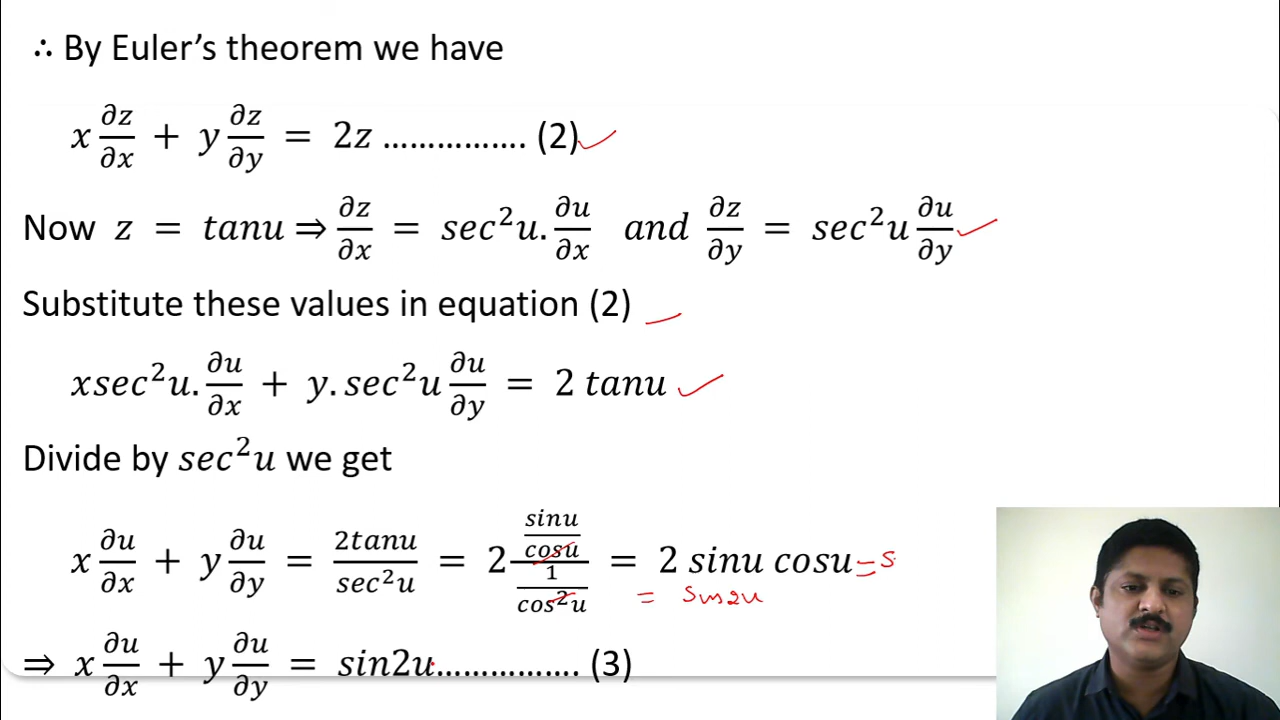 ∴ By Euler’s theorem we have
x ∂z/∂x + y ∂z/∂y = 2z ................ (2)
Now z = tanu ⇒ ∂z/∂x = sec²u. ∂u/∂x and ∂z/∂y = sec²u ∂u/∂y
Substitute these values in equation (2)
xsec²u. ∂u/∂x + y. sec²u ∂u/∂y = 2 tanu
Divide by sec²u we get
x ∂u/∂x + y ∂u/∂y = 2tanu/sec²u = 2 (sinu/cosu)/(1/cos²u) = 2 sinu cosu = s
= sin2u
⇒ x ∂u/∂x + y ∂u/∂y = sin2u................ (3)